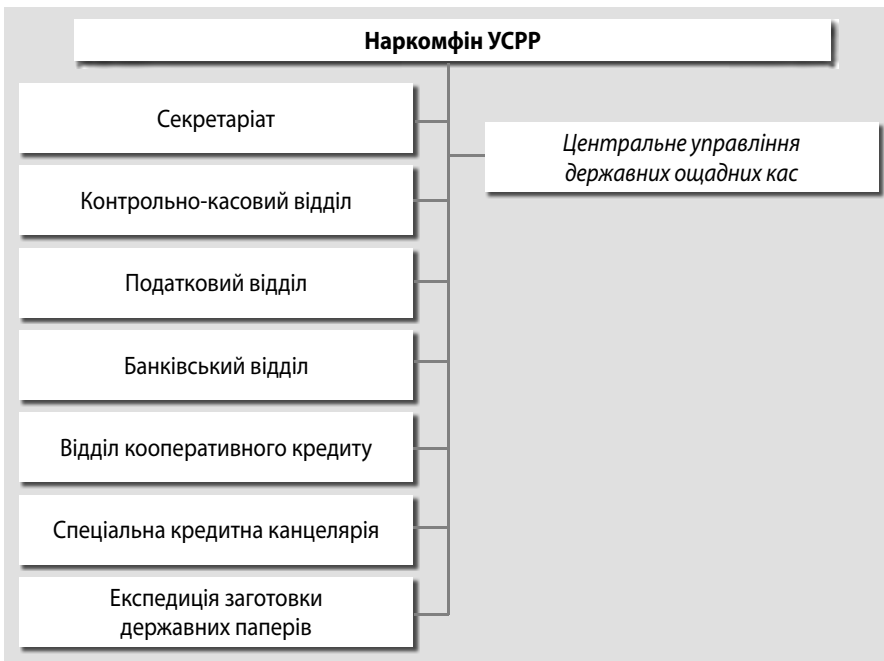 Наркомфін УСРР
Секретаріат
Центральне управління
державних ощадних кас
Контрольно-касовий відділ
Податковий відділ
Банківський відділ
Відділ кооперативного кредиту
Спеціальна кредитна канцелярія
Експедиція заготовки
державних паперів